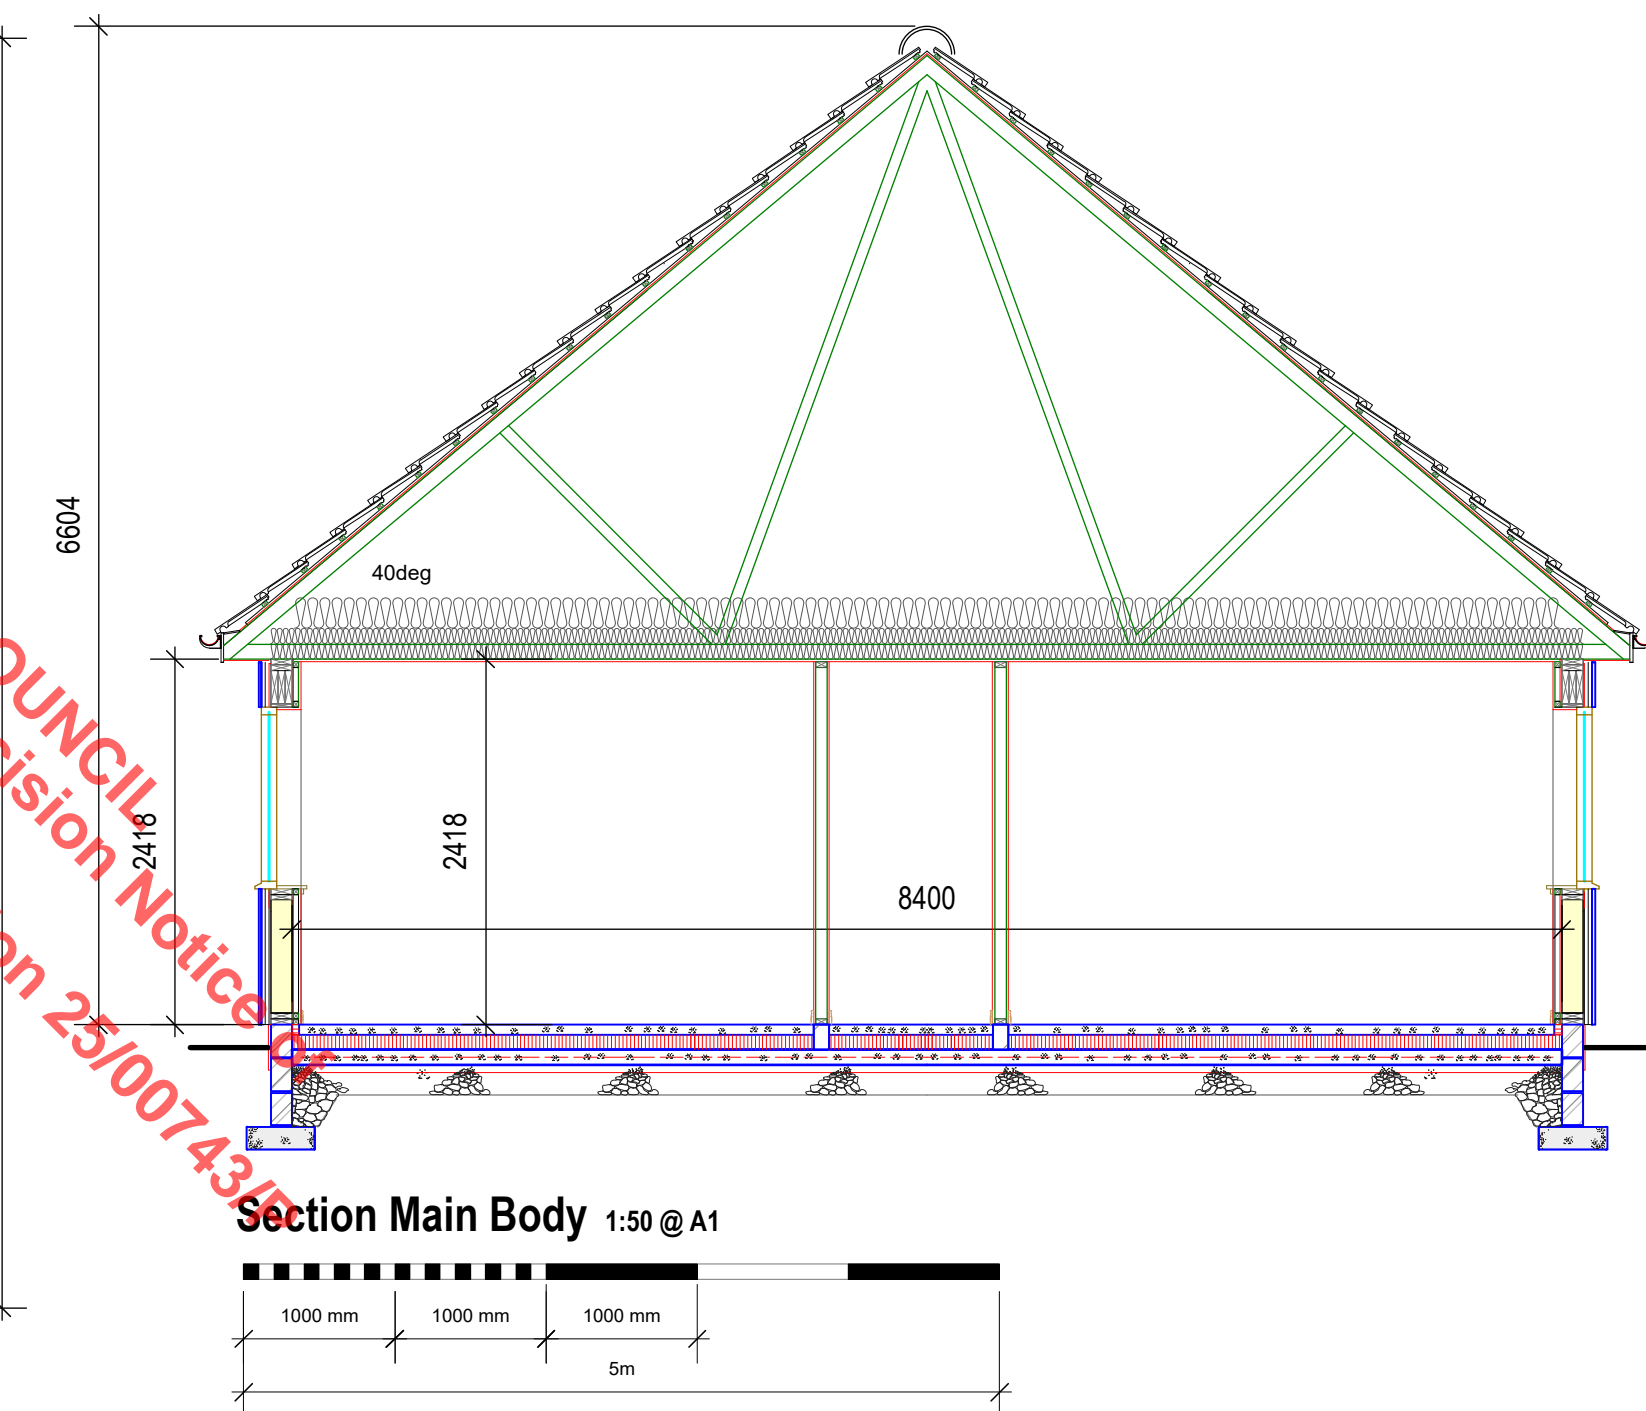 6604
40deg
2418
2418
8400
OUNCIL
cision Notice of
on 25/00743/P
Section Main Body 1:50 @ A1
1000 mm 1000 mm 1000 mm
5m